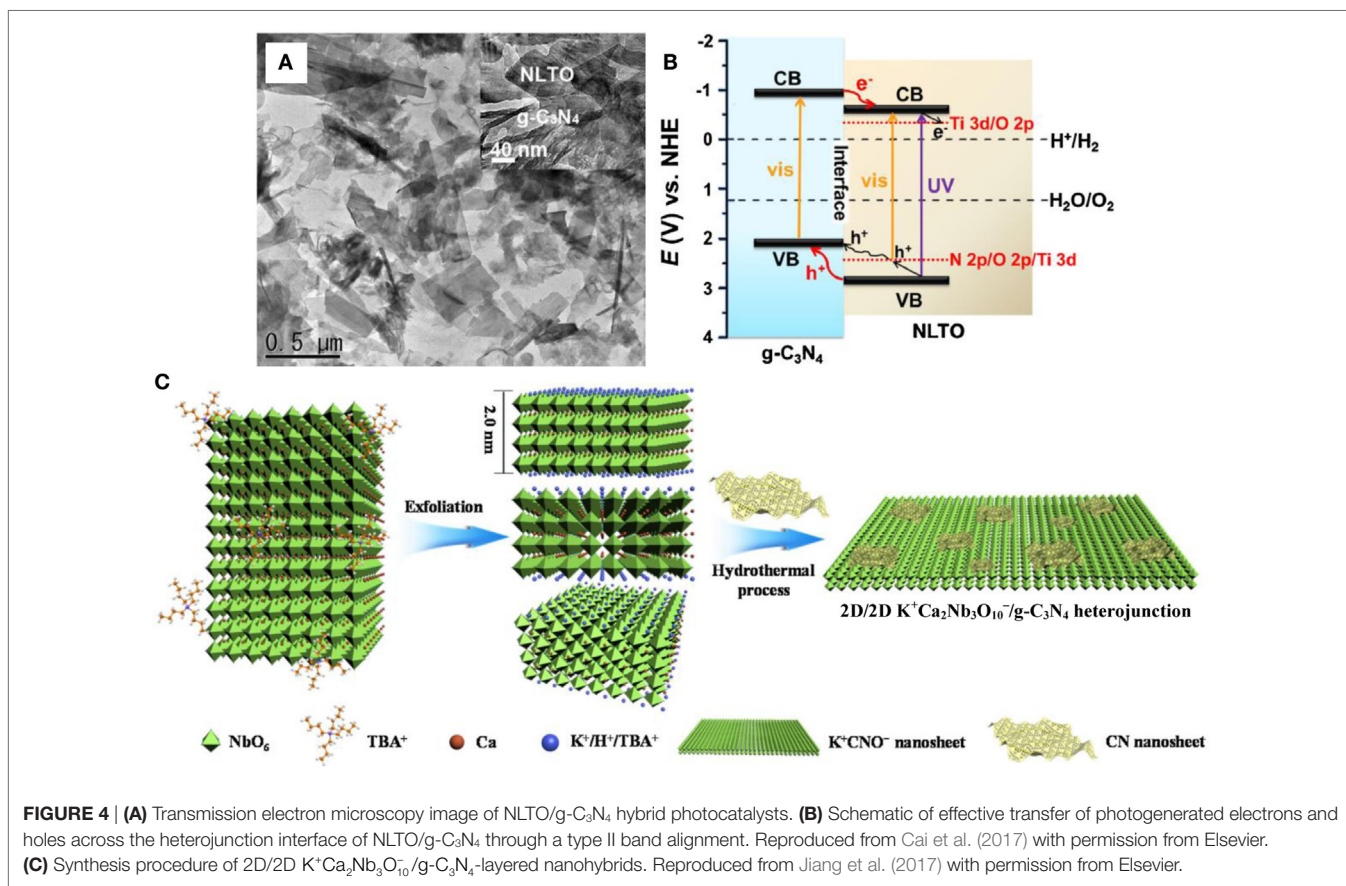 A
NLTO
g-C₃N₄
40 nm
0.5 μm
B
E (V) vs. NHE
-2
-1
0
1
2
3
4
CB
e⁻
CB
Ti 3d/O 2p
e⁻
H⁺/H₂
vis
Interface
vis
UV
H₂O/O₂
h⁺
h⁺
N 2p/O 2p/Ti 3d
VB
h⁺
VB
NLTO
g-C₃N₄
C
2.0 nm
Exfoliation
Hydrothermal
process
2D/2D K⁺Ca₂Nb₃O₁₀⁻/g-C₃N₄ heterojunction
NbO₆
TBA⁺
Ca
K⁺/H⁺/TBA⁺
K⁺CNO⁻ nanosheet
CN nanosheet
FIGURE 4 | (A) Transmission electron microscopy image of NLTO/g-C₃N₄ hybrid photocatalysts. (B) Schematic of effective transfer of photogenerated electrons and
holes across the heterojunction interface of NLTO/g-C₃N₄ through a type II band alignment. Reproduced from Cai et al. (2017) with permission from Elsevier.
(C) Synthesis procedure of 2D/2D K⁺Ca₂Nb₃O₁₀⁻/g-C₃N₄-layered nanohybrids. Reproduced from Jiang et al. (2017) with permission from Elsevier.